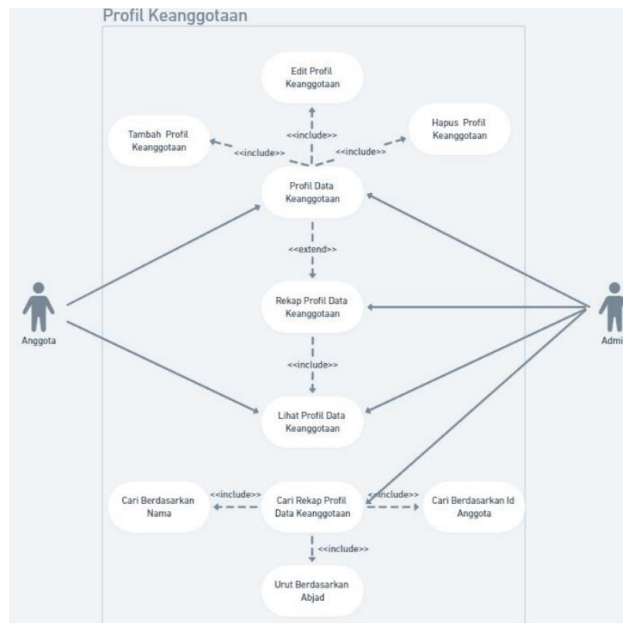 Profil Keanggotaan
Edit Profil
Keanggotaan
Tambah Profil
Keanggotaan
Hapus Profil
Keanggotaan
<<include>>
<<include>>
<<include>>
Profil Data
Keanggotaan
<<extend>>
Rekap Profil Data
Keanggotaan
Anggota
Admi
<<include>>
Lihat Profil Data
Keanggotaan
Cari Berdasarkan
Nama
<<include>>
Cari Rekap Profil
Data Keanggotaan
<<include>>
Cari Berdasarkan Id
Anggota
<<include>>
Urut Berdasarkan
Abjad